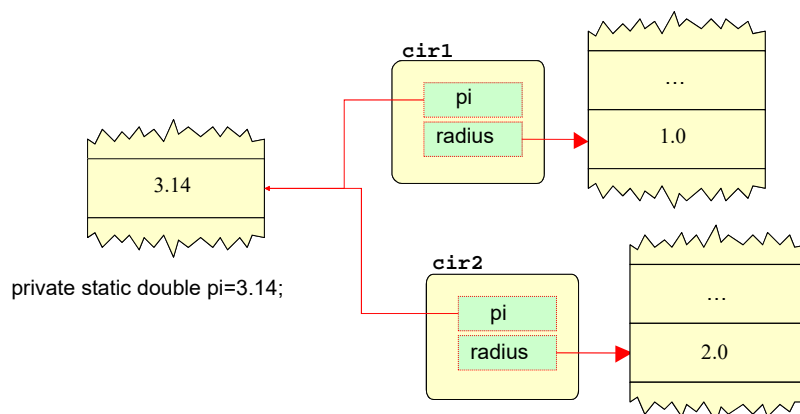 cir1
pi
radius
...
1.0
3.14
private static double pi=3.14;
cir2
pi
radius
...
2.0